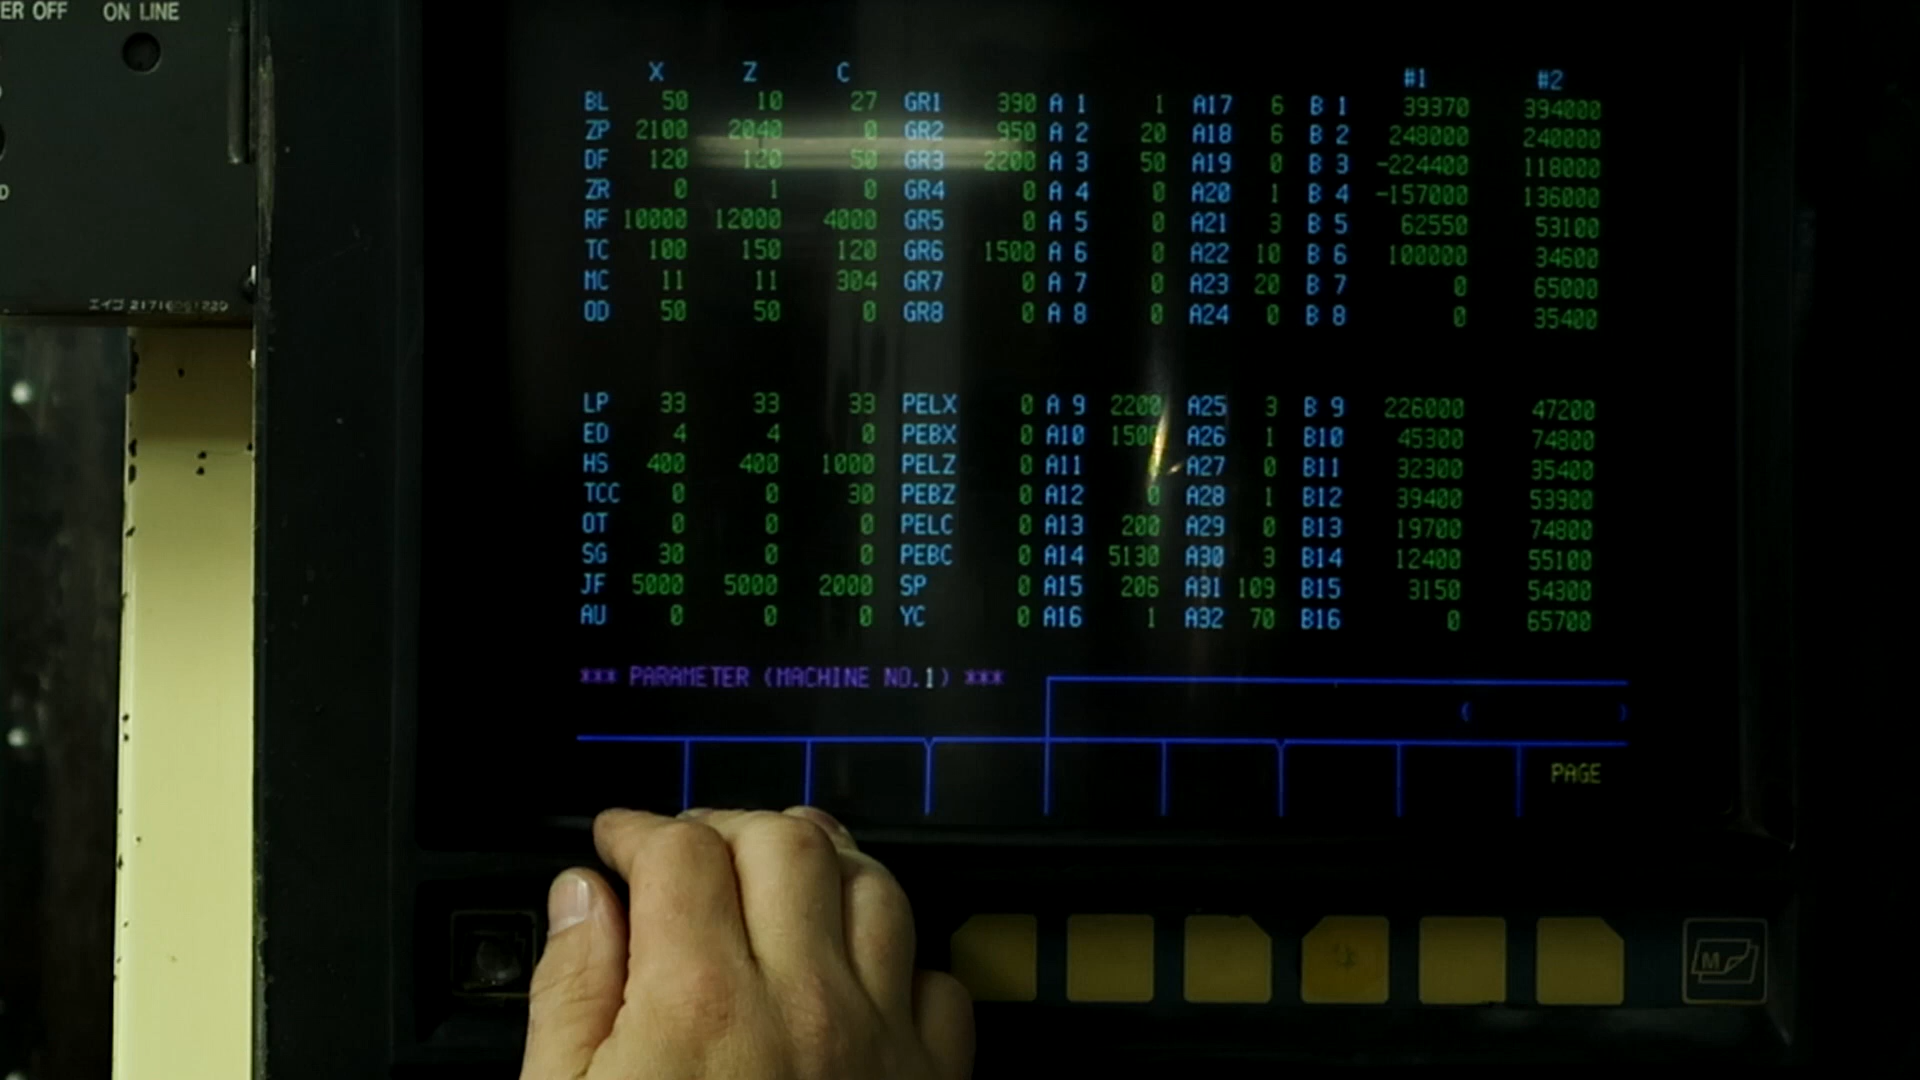 ER OFF ON LINE
X Z C #1 #2
BL 50 10 27 GR1 390 A 1 1 A17 6 B 1 39370 394000
ZP 2100 2040 0 GR2 950 A 2 20 A18 6 B 2 248000 240000
DF 120 120 50 GR3 2200 A 3 50 A19 0 B 3 -224400 118000
ZR 0 1 0 GR4 0 A 4 0 A20 1 B 4 -157000 136000
RF 10000 12000 4000 GR5 0 A 5 0 A21 3 B 5 62550 53100
TC 100 150 120 GR6 1500 A 6 0 A22 10 B 6 100000 34600
MC 11 11 304 GR7 0 A 7 0 A23 20 B 7 0 65000
OD 50 50 0 GR8 0 A 8 0 A24 0 B 8 0 35400
LP 33 33 33 PELX 0 A 9 2200 A25 3 B 9 226000 47200
ED 4 4 0 PEBX 0 A10 1500 A26 1 B10 45300 74800
HS 400 400 1000 PELZ 0 A11 A27 0 B11 32300 35400
TCC 0 0 30 PEBZ 0 A12 0 A28 1 B12 39400 53900
OT 0 0 0 PELC 0 A13 200 A29 0 B13 19700 74800
SG 30 0 0 PEBC 0 A14 5130 A30 3 B14 12400 55100
JF 5000 5000 2000 SP 0 A15 206 A31 109 B15 3150 54300
AU 0 0 0 YC 0 A16 1 A32 70 B16 0 65700
*** PARAMETER (MACHINE NO.1) ***
( )
PAGE
M